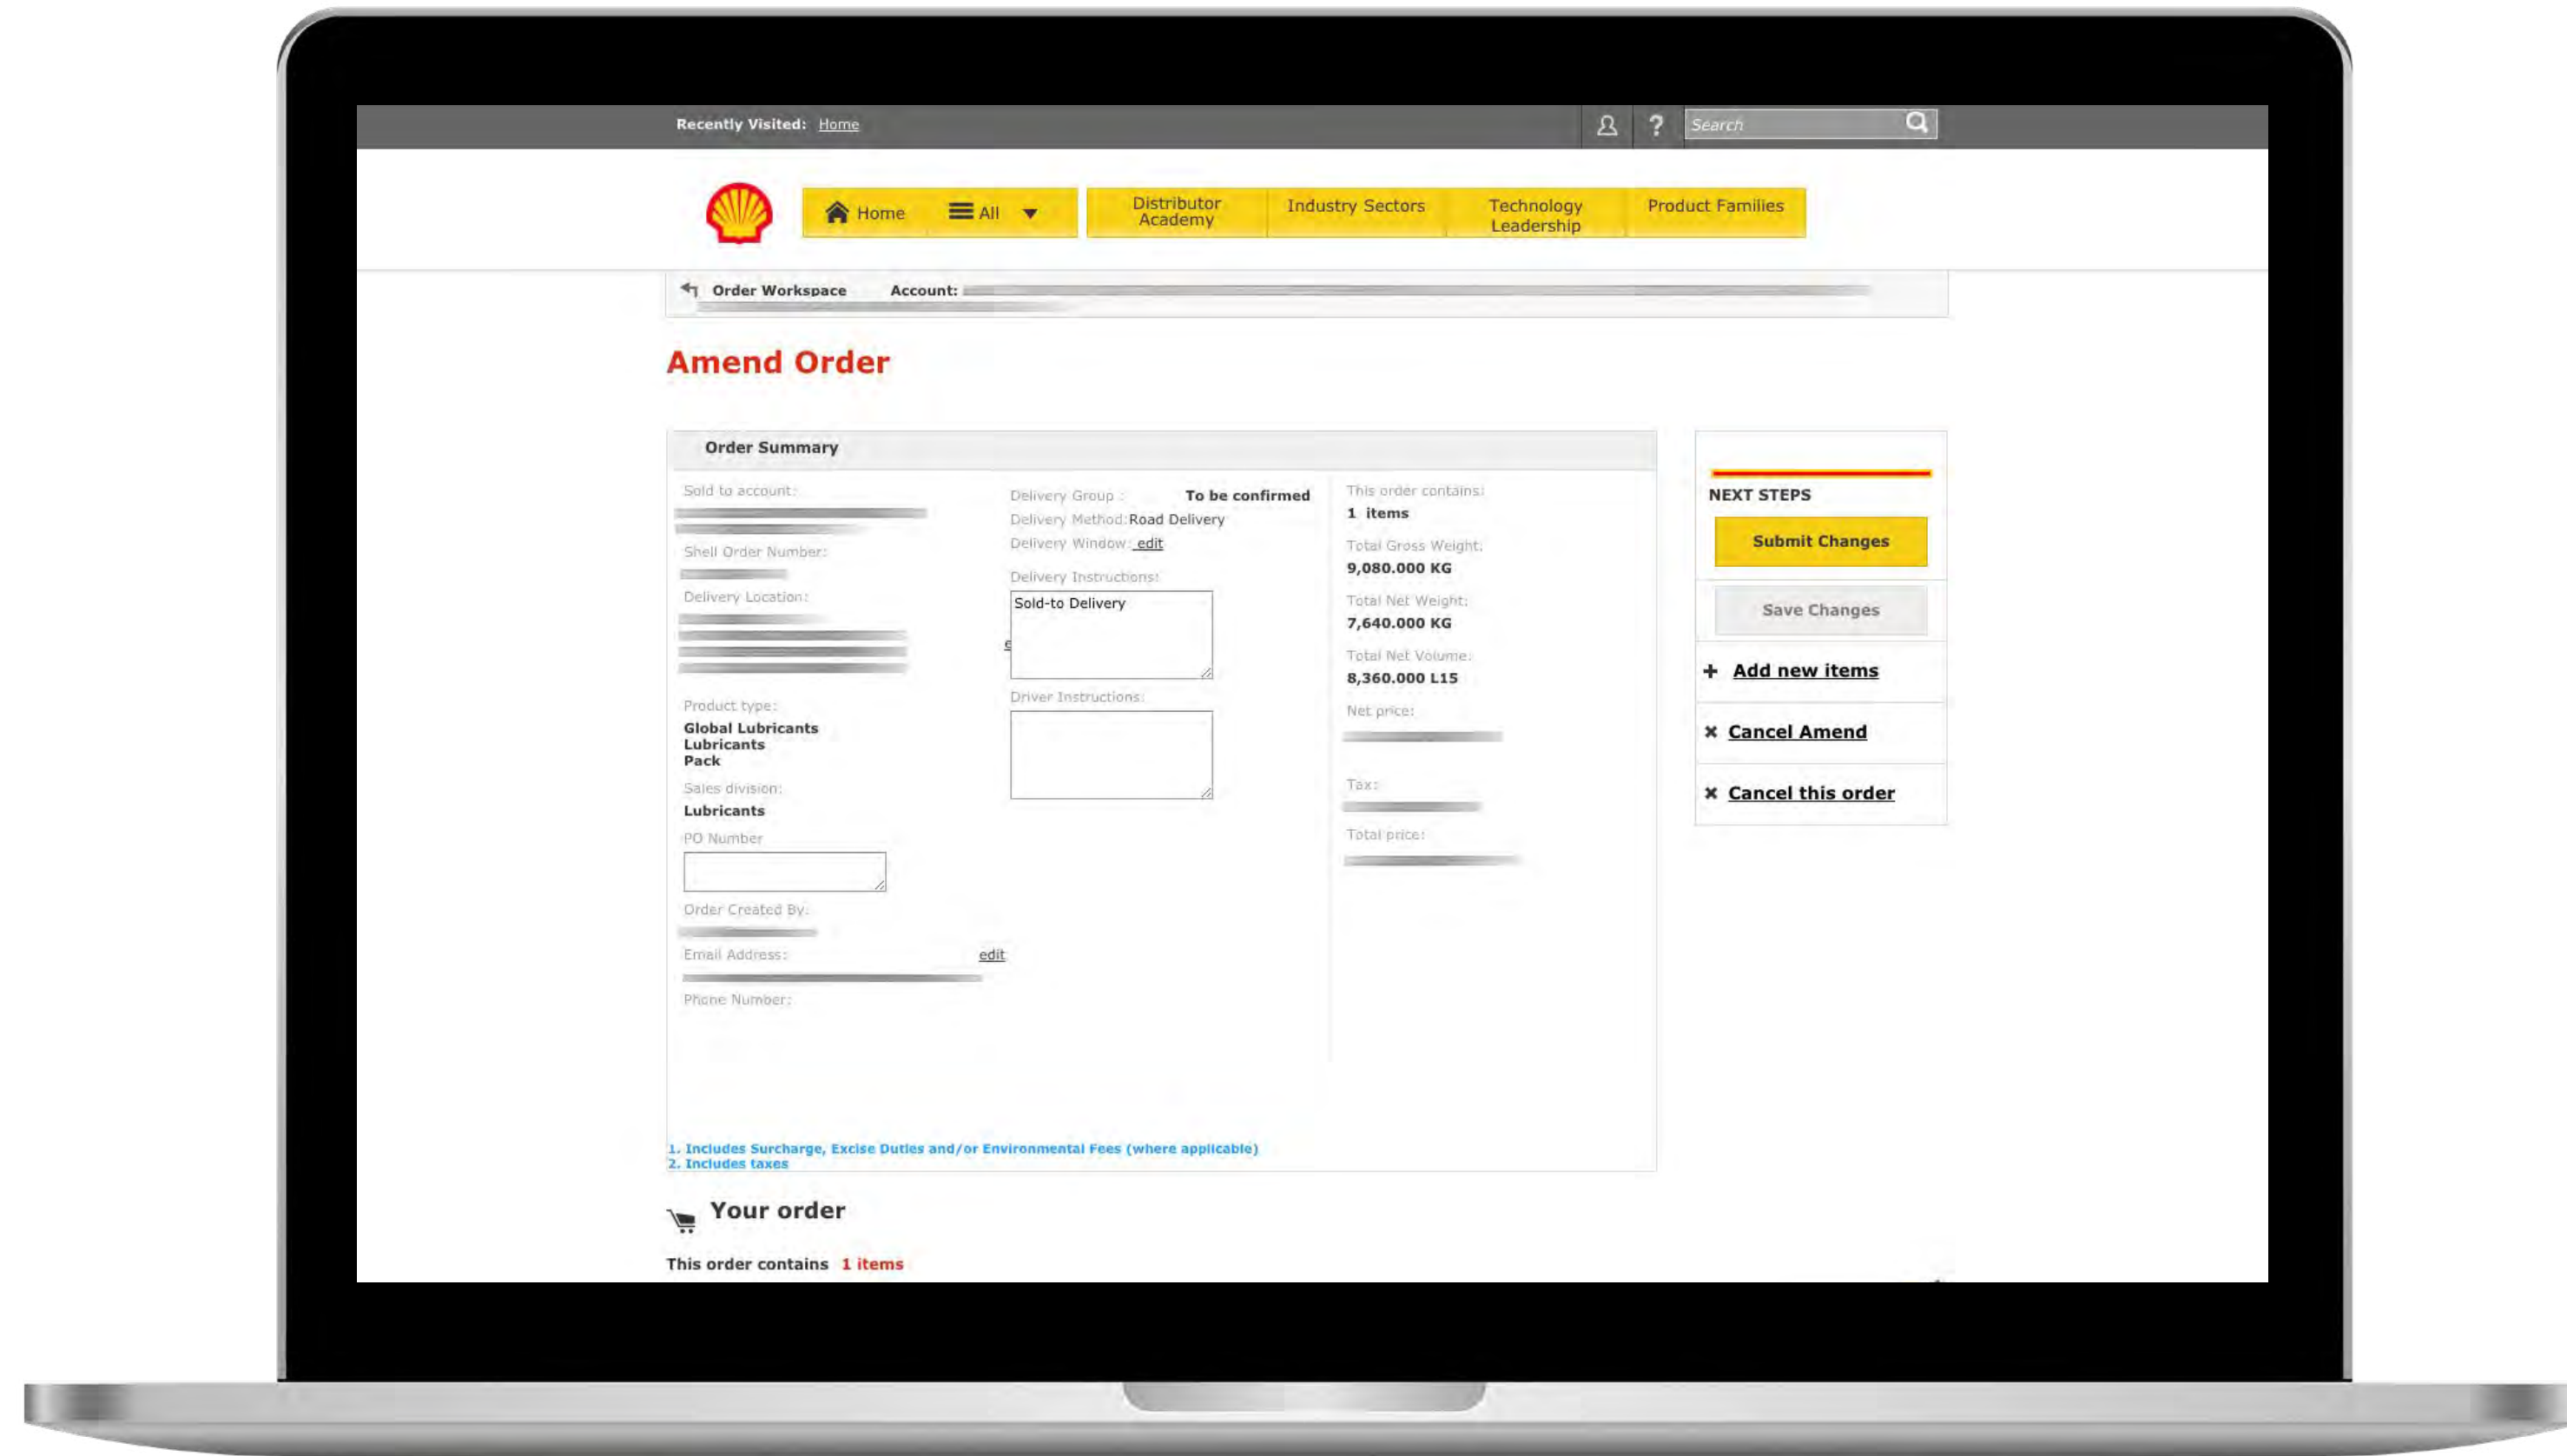 Recently Visited: Home
? Search
Home All
Distributor Academy
Industry Sectors
Technology Leadership
Product Families
Order Workspace Account:
Amend Order
Order Summary
Sold to account:
Shell Order Number:
Delivery Location:
Product type:
Global Lubricants
Lubricants
Pack
Sales division:
Lubricants
PO Number
Order Created By:
Email Address: edit
Phone Number:
Delivery Group : To be confirmed
Delivery Method: Road Delivery
Delivery Window: edit
Delivery Instructions:
Sold-to Delivery
Driver Instructions:
This order contains:
1 items
Total Gross Weight:
9,080.000 KG
Total Net Weight:
7,640.000 KG
Total Net Volume:
8,360.000 L15
Net price:
Tax:
Total price:
NEXT STEPS
Submit Changes
Save Changes
+ Add new items
× Cancel Amend
× Cancel this order
1. Includes Surcharge, Excise Duties and/or Environmental Fees (where applicable)
2. Includes taxes
Your order
This order contains 1 items